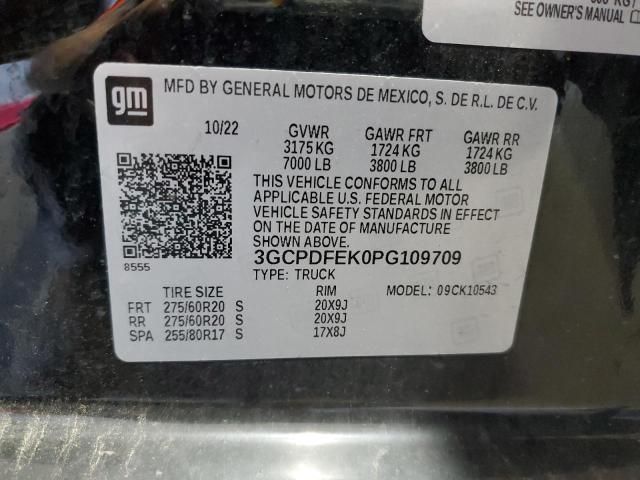 SEE OWNER'S MANUAL
gm
MFD BY GENERAL MOTORS DE MEXICO, S. DE R.L. DE C.V.
10/22 GVWR GAWR FRT GAWR RR
3175 KG 1724 KG 1724 KG
7000 LB 3800 LB 3800 LB
THIS VEHICLE CONFORMS TO ALL
APPLICABLE U.S. FEDERAL MOTOR
VEHICLE SAFETY STANDARDS IN EFFECT
ON THE DATE OF MANUFACTURE
SHOWN ABOVE.
8555 3GCPDFEK0PG109709
TYPE: TRUCK
TIRE SIZE RIM MODEL: 09CK10543
FRT 275/60R20 S 20X9J
RR 275/60R20 S 20X9J
SPA 255/80R17 S 17X8J